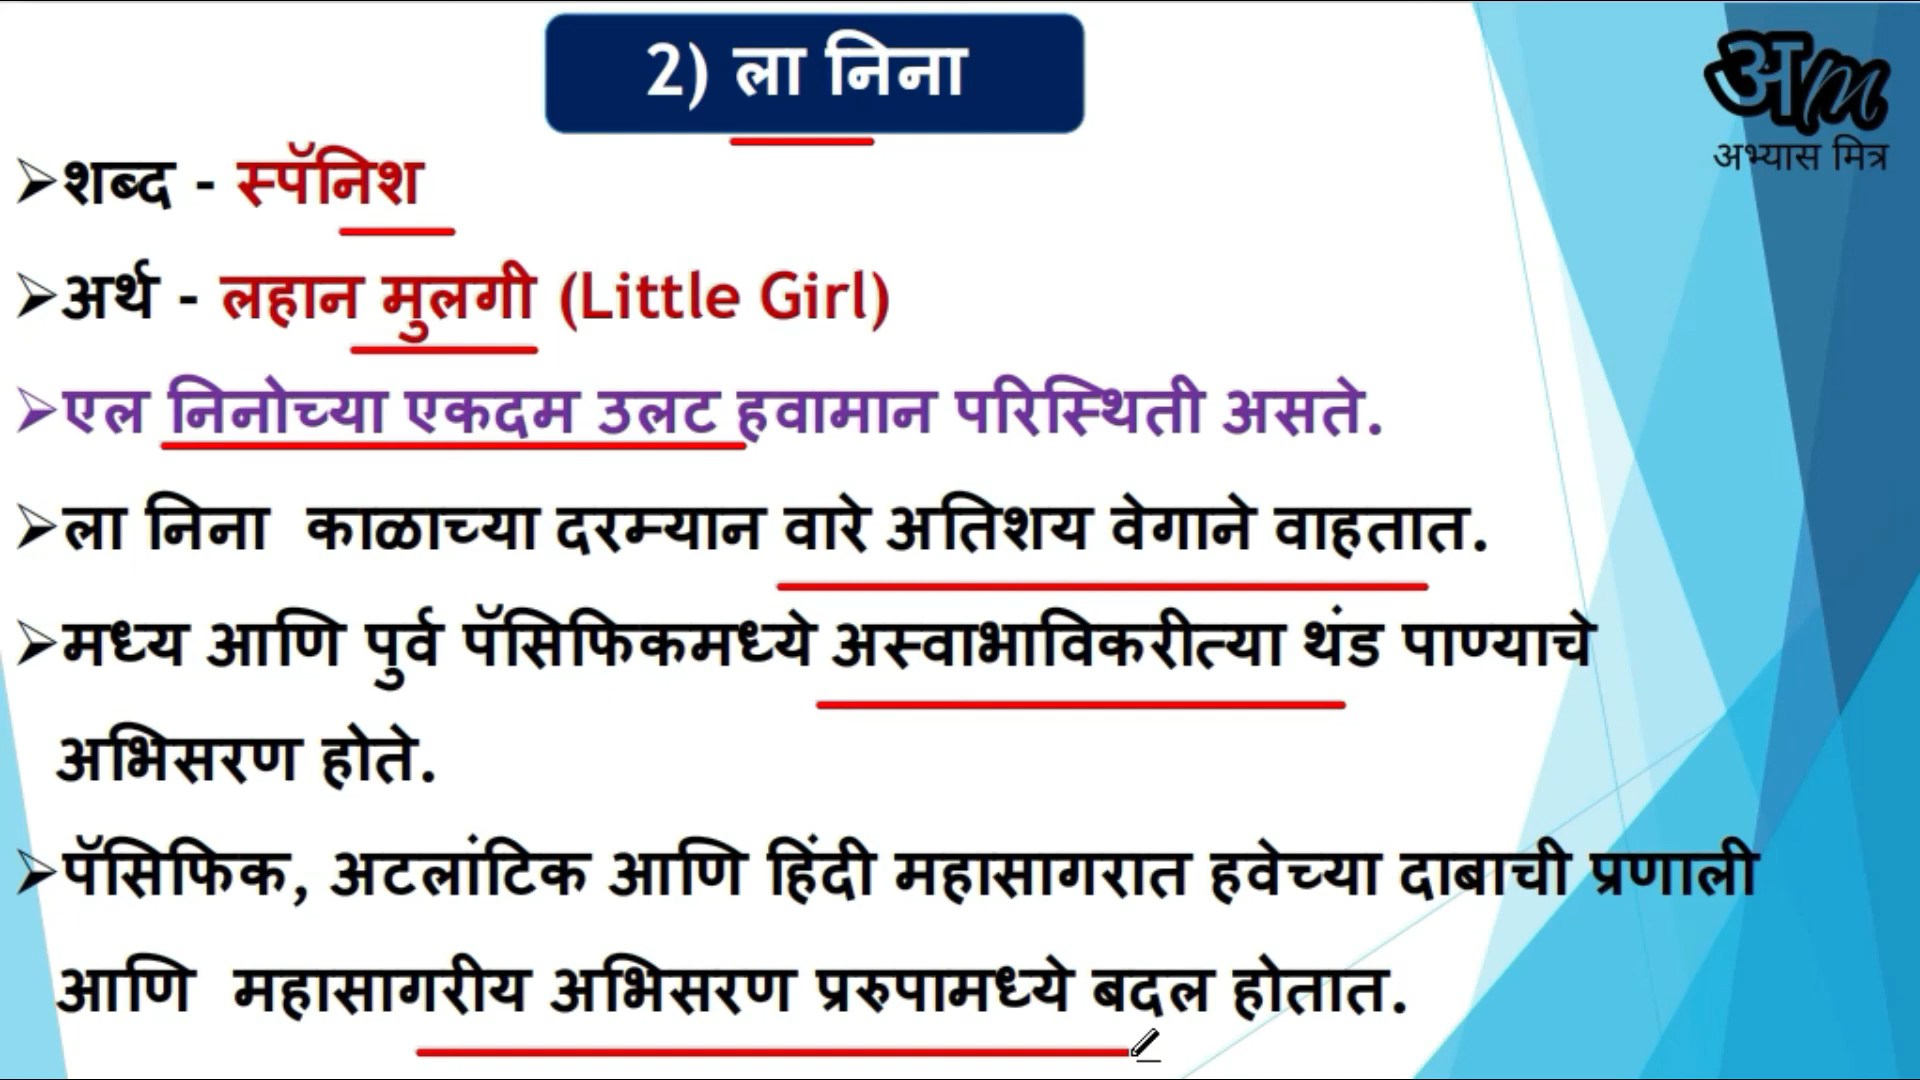 2) ला निना
अm
अभ्यास मित्र
➢शब्द - स्पॅनिश
➢अर्थ - लहान मुलगी (Little Girl)
➢एल निनोच्या एकदम उलट हवामान परिस्थिती असते.
➢ला निना काळाच्या दरम्यान वारे अतिशय वेगाने वाहतात.
➢मध्य आणि पुर्व पॅसिफिकमध्ये अस्वाभाविकरीत्या थंड पाण्याचे
अभिसरण होते.
➢पॅसिफिक, अटलांटिक आणि हिंदी महासागरात हवेच्या दाबाची प्रणाली
आणि महासागरीय अभिसरण प्ररुपामध्ये बदल होतात.